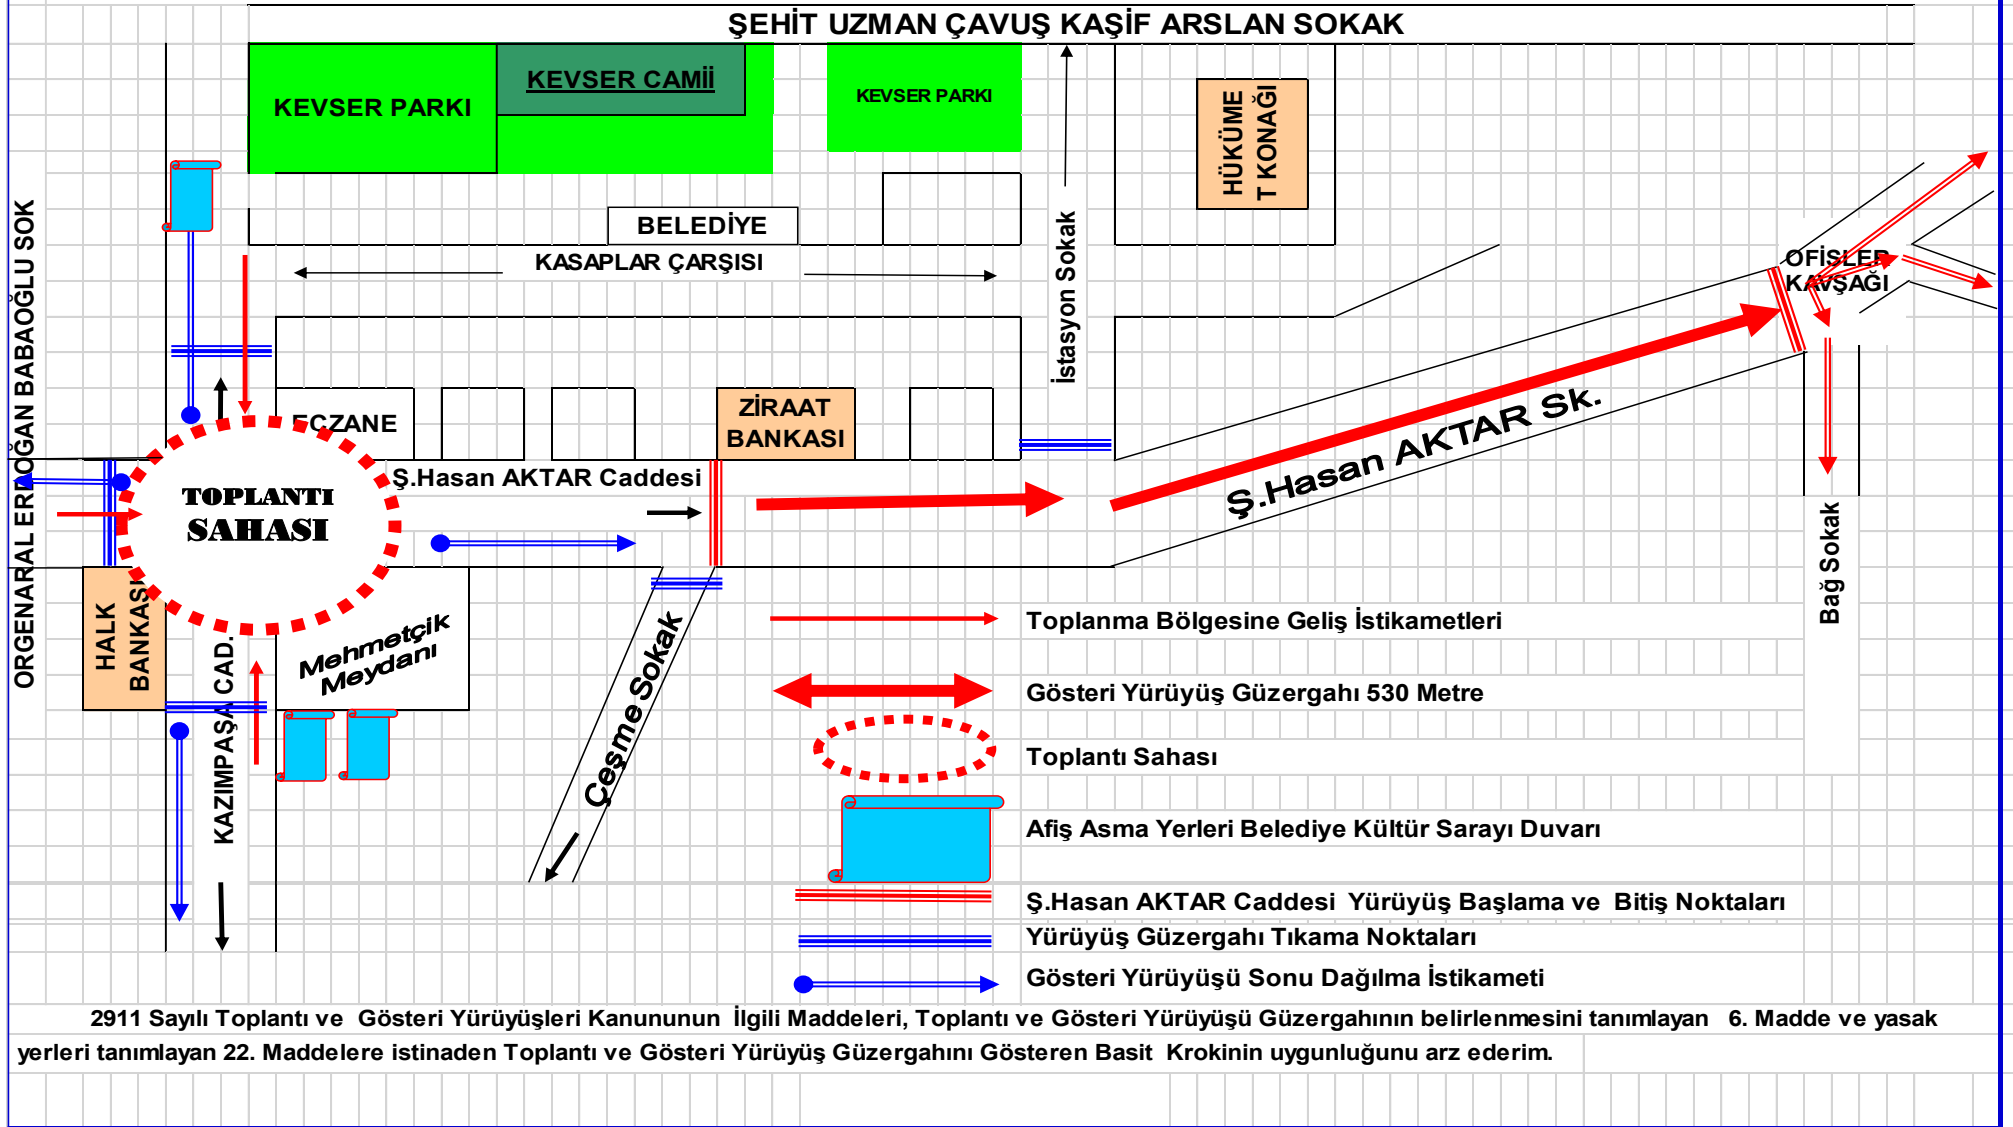 ŞEHİT UZMAN ÇAVUŞ KAŞİF ARSLAN SOKAK
KEVSER PARKI
KEVSER CAMİİ
KEVSER PARKI
HÜKÜME
T KONAĞI
BELEDİYE
KASAPLAR ÇARŞISI
İstasyon Sokak
OFİSLER
KAVŞAĞI
ORGENARAL ERDOĞAN BABAOĞLU SOK
ECZANE
ZİRAAT
BANKASI
TOPLANTI
SAHASI
Ş.Hasan AKTAR Caddesi
Ş.Hasan AKTAR Sk.
Bağ Sokak
HALK
BANKASI
KAZIMPAŞA CAD.
Mehmetçik
Meydanı
Çeşme Sokak
Toplanma Bölgesine Geliş İstikametleri
Gösteri Yürüyüş Güzergahı 530 Metre
Toplantı Sahası
Afiş Asma Yerleri Belediye Kültür Sarayı Duvarı
Ş.Hasan AKTAR Caddesi Yürüyüş Başlama ve Bitiş Noktaları
Yürüyüş Güzergahı Tıkama Noktaları
Gösteri Yürüyüşü Sonu Dağılma İstikameti
2911 Sayılı Toplantı ve Gösteri Yürüyüşleri Kanununun İlgili Maddeleri, Toplantı ve Gösteri Yürüyüşü Güzergahının belirlenmesini tanımlayan 6. Madde ve yasak
yerleri tanımlayan 22. Maddelere istinaden Toplantı ve Gösteri Yürüyüş Güzergahını Gösteren Basit Krokinin uygunluğunu arz ederim.